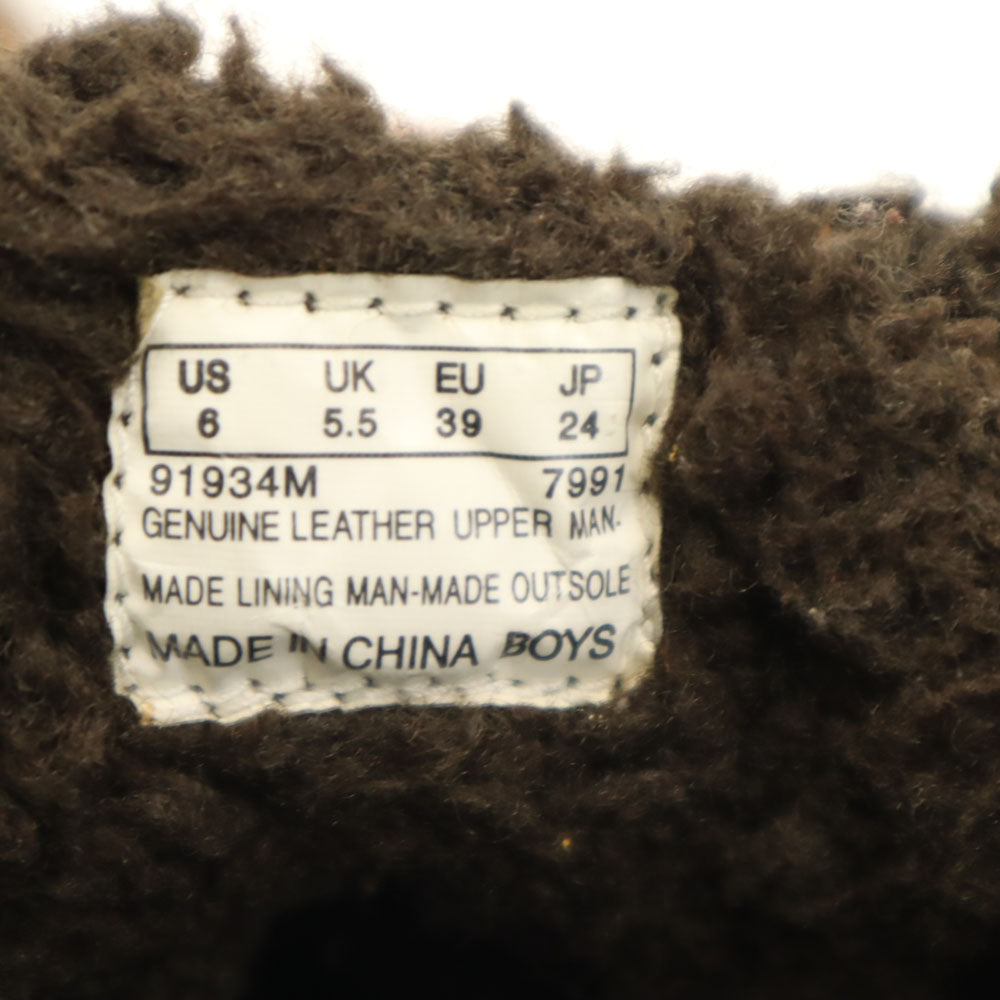 US UK EU JP
6 5.5 39 24
91934M 7991
GENUINE LEATHER UPPER MAN-
MADE LINING MAN-MADE OUTSOLE
MADE IN CHINA BOYS